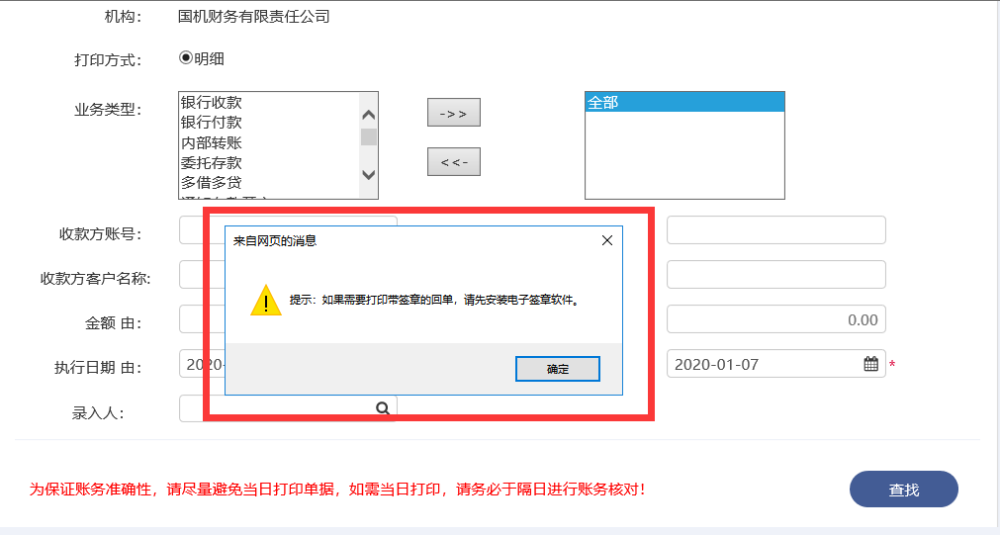 机构： 国机财务有限责任公司
打印方式： 明细
业务类型： 银行收款 ->> 全部
银行付款
内部转账
委托存款 <<-
多借多贷
收款方账号：
来自网页的消息
收款方客户名称:
提示：如果需要打印带签章的回单，请先安装电子签章软件。
金额 由： 0.00
执行日期 由： 2020- 确定 2020-01-07 *
录入人：
为保证账务准确性，请尽量避免当日打印单据，如需当日打印，请务必于隔日进行账务核对！ 查找